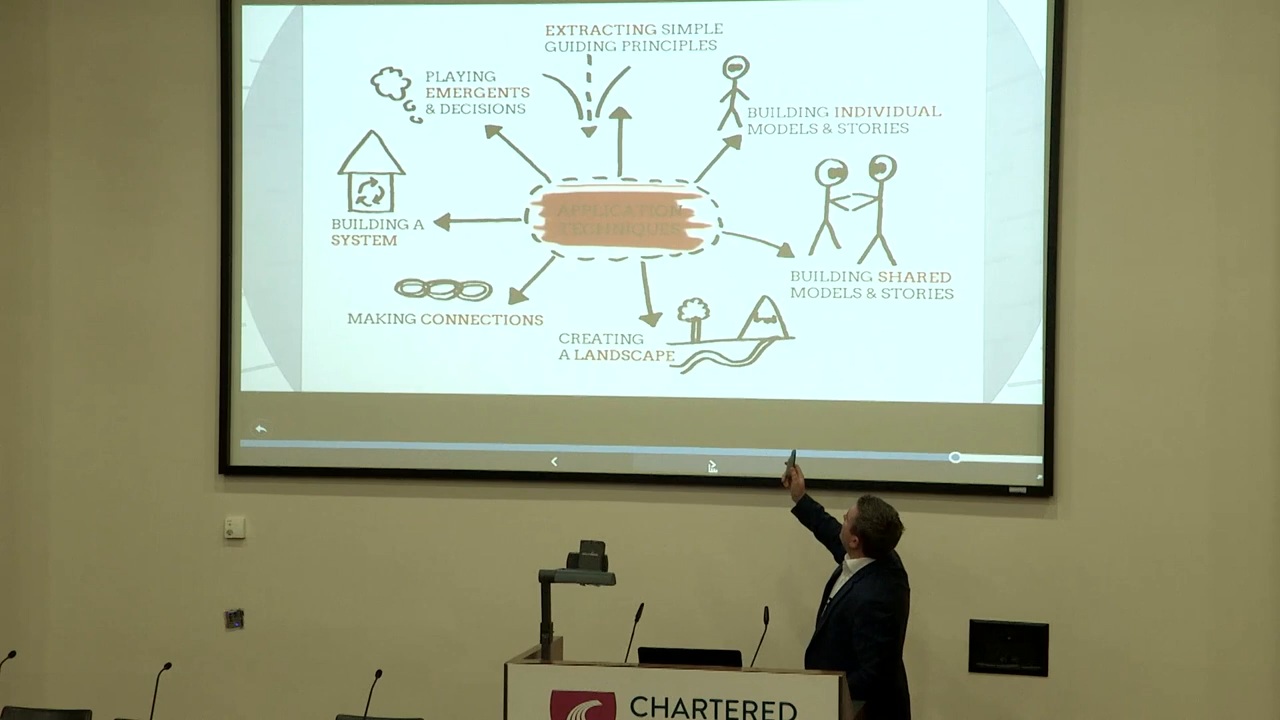 EXTRACTING SIMPLE
GUIDING PRINCIPLES
PLAYING
EMERGENTS
& DECISIONS
BUILDING INDIVIDUAL
MODELS & STORIES
BUILDING A
SYSTEM
APPLICATION
TECHNIQUES
BUILDING SHARED
MODELS & STORIES
MAKING CONNECTIONS
CREATING
A LANDSCAPE
CHARTERED